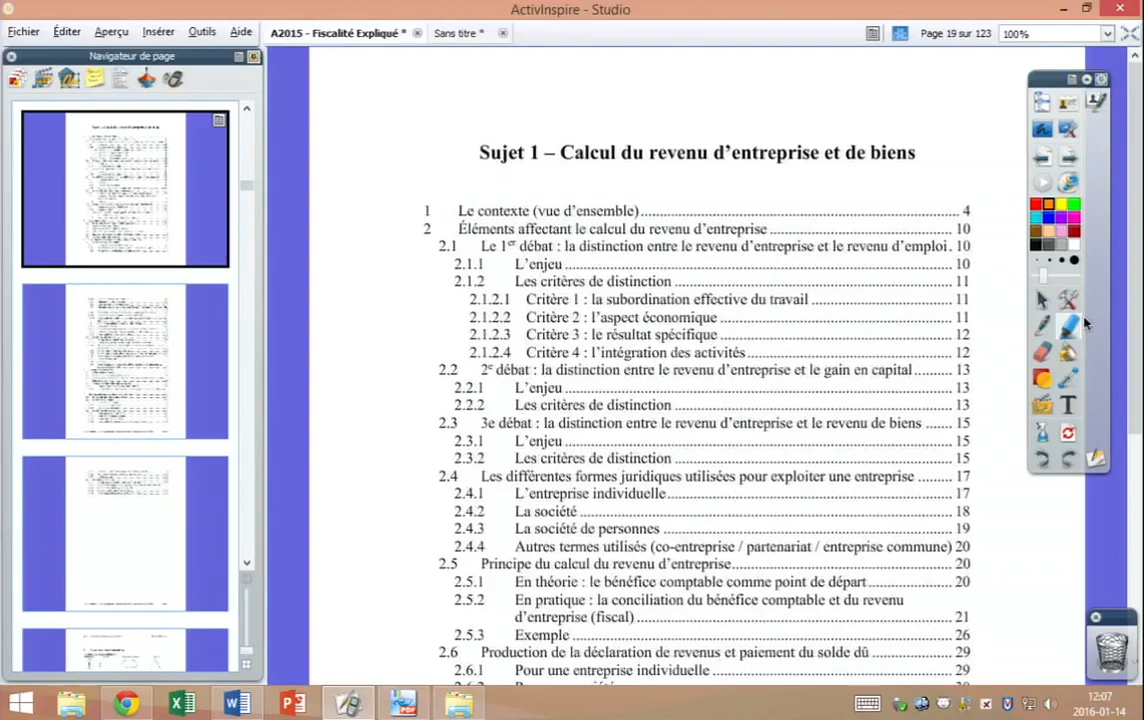 ActivInspire - Studio
Fichier Éditer Aperçu Insérer Outils Aide
A2015 - Fiscalité Expliqué *
Sans titre *
Page 19 sur 123
100%
Navigateur de page
Sujet 1 – Calcul du revenu d’entreprise et de biens
1 Le contexte (vue d’ensemble) 4
2 Éléments affectant le calcul du revenu d’entreprise 10
2.1 Le 1er débat : la distinction entre le revenu d’entreprise et le revenu d’emploi. 10
2.1.1 L’enjeu 10
2.1.2 Les critères de distinction 11
2.1.2.1 Critère 1 : la subordination effective du travail 11
2.1.2.2 Critère 2 : l’aspect économique 11
2.1.2.3 Critère 3 : le résultat spécifique 12
2.1.2.4 Critère 4 : l’intégration des activités 12
2.2 2e débat : la distinction entre le revenu d’entreprise et le gain en capital 13
2.2.1 L’enjeu 13
2.2.2 Les critères de distinction 13
2.3 3e débat : la distinction entre le revenu d’entreprise et le revenu de biens 15
2.3.1 L’enjeu 15
2.3.2 Les critères de distinction 15
2.4 Les différentes formes juridiques utilisées pour exploiter une entreprise 17
2.4.1 L’entreprise individuelle 17
2.4.2 La société 18
2.4.3 La société de personnes 19
2.4.4 Autres termes utilisés (co-entreprise / partenariat / entreprise commune) 20
2.5 Principe du calcul du revenu d’entreprise 20
2.5.1 En théorie : le bénéfice comptable comme point de départ 20
2.5.2 En pratique : la conciliation du bénéfice comptable et du revenu
d’entreprise (fiscal) 21
2.5.3 Exemple 26
2.6 Production de la déclaration de revenus et paiement du solde dû 29
2.6.1 Pour une entreprise individuelle 29
12:07
2016-01-14